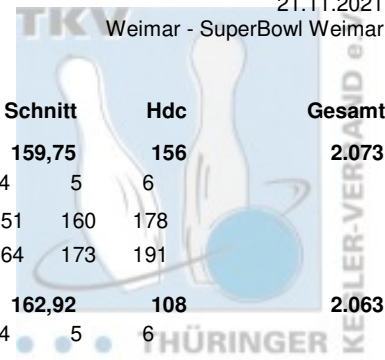 21.11.2021
TKV
Weimar - SuperBowl Weimar
Schnitt Hdc Gesamt
159,75 156 2.073
4 5 6
51 160 178
64 173 191
162,92 108 2.063
4 5 6
THÜRINGER
KEGLER-VERBAND e.V.